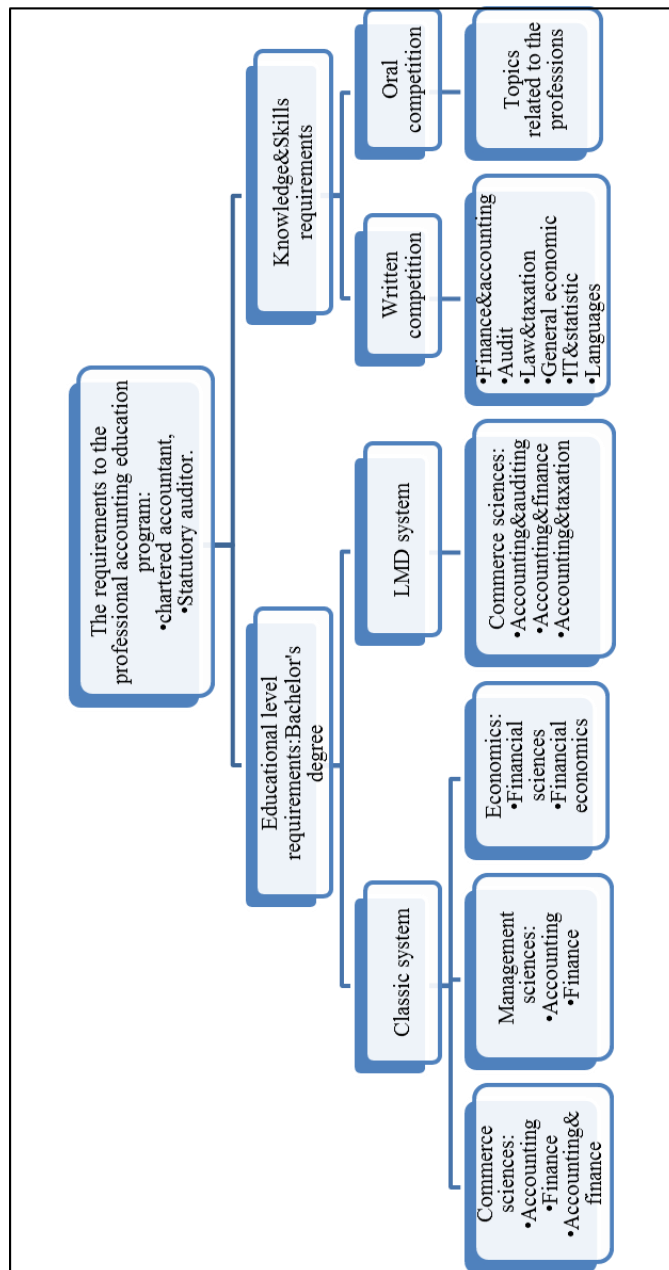 The requirements to the
professional accounting education
program:
•chartered accountant,
•Statutory auditor.
Educational level
requirements:Bachelor's
degree
Knowledge&Skills
requirements
Classic system
LMD system
Written
competition
Oral
competition
Commerce
sciences:
•Accounting
•Finance
•Accounting&
finance
Management
sciences:
•Accounting
•Finance
Economics:
•Financial
sciences
•Financial
economics
Commerce sciences:
•Accounting&auditing
•Accounting&finance
•Accounting&taxation
•Finance&accounting
•Audit
•Law&taxation
•General economic
•IT&statistic
•Languages
Topics
related to the
professions